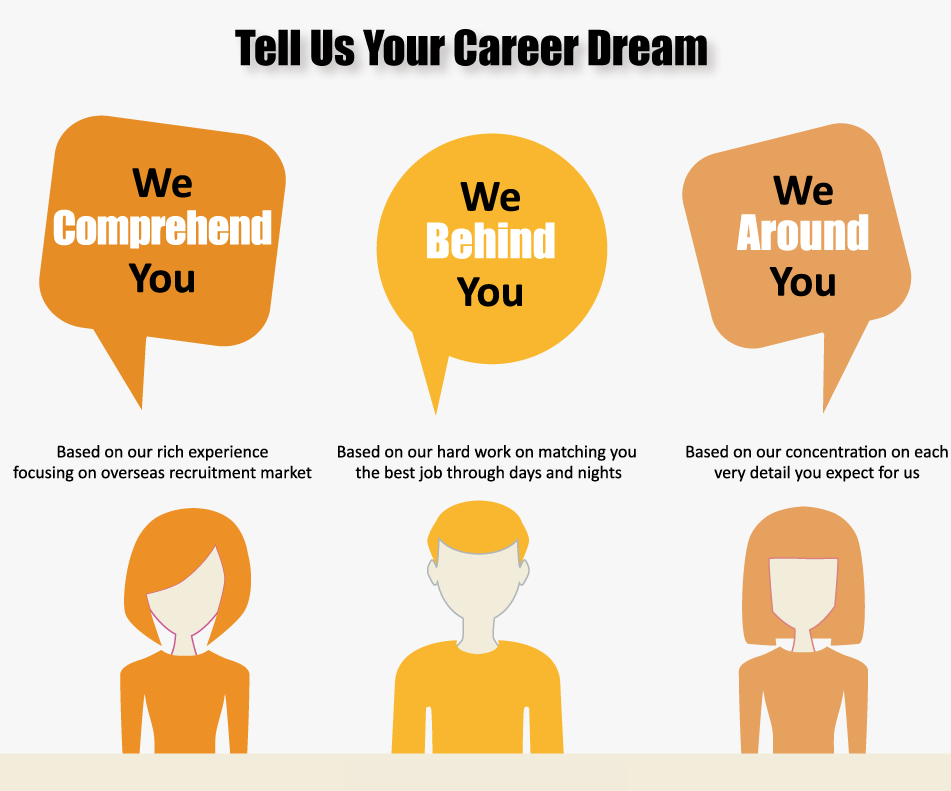 Tell Us Your Career Dream
We
Comprehend
You
We
Behind
You
We
Around
You
Based on our rich experience
focusing on overseas recruitment market
Based on our hard work on matching you
the best job through days and nights
Based on our concentration on each
very detail you expect for us